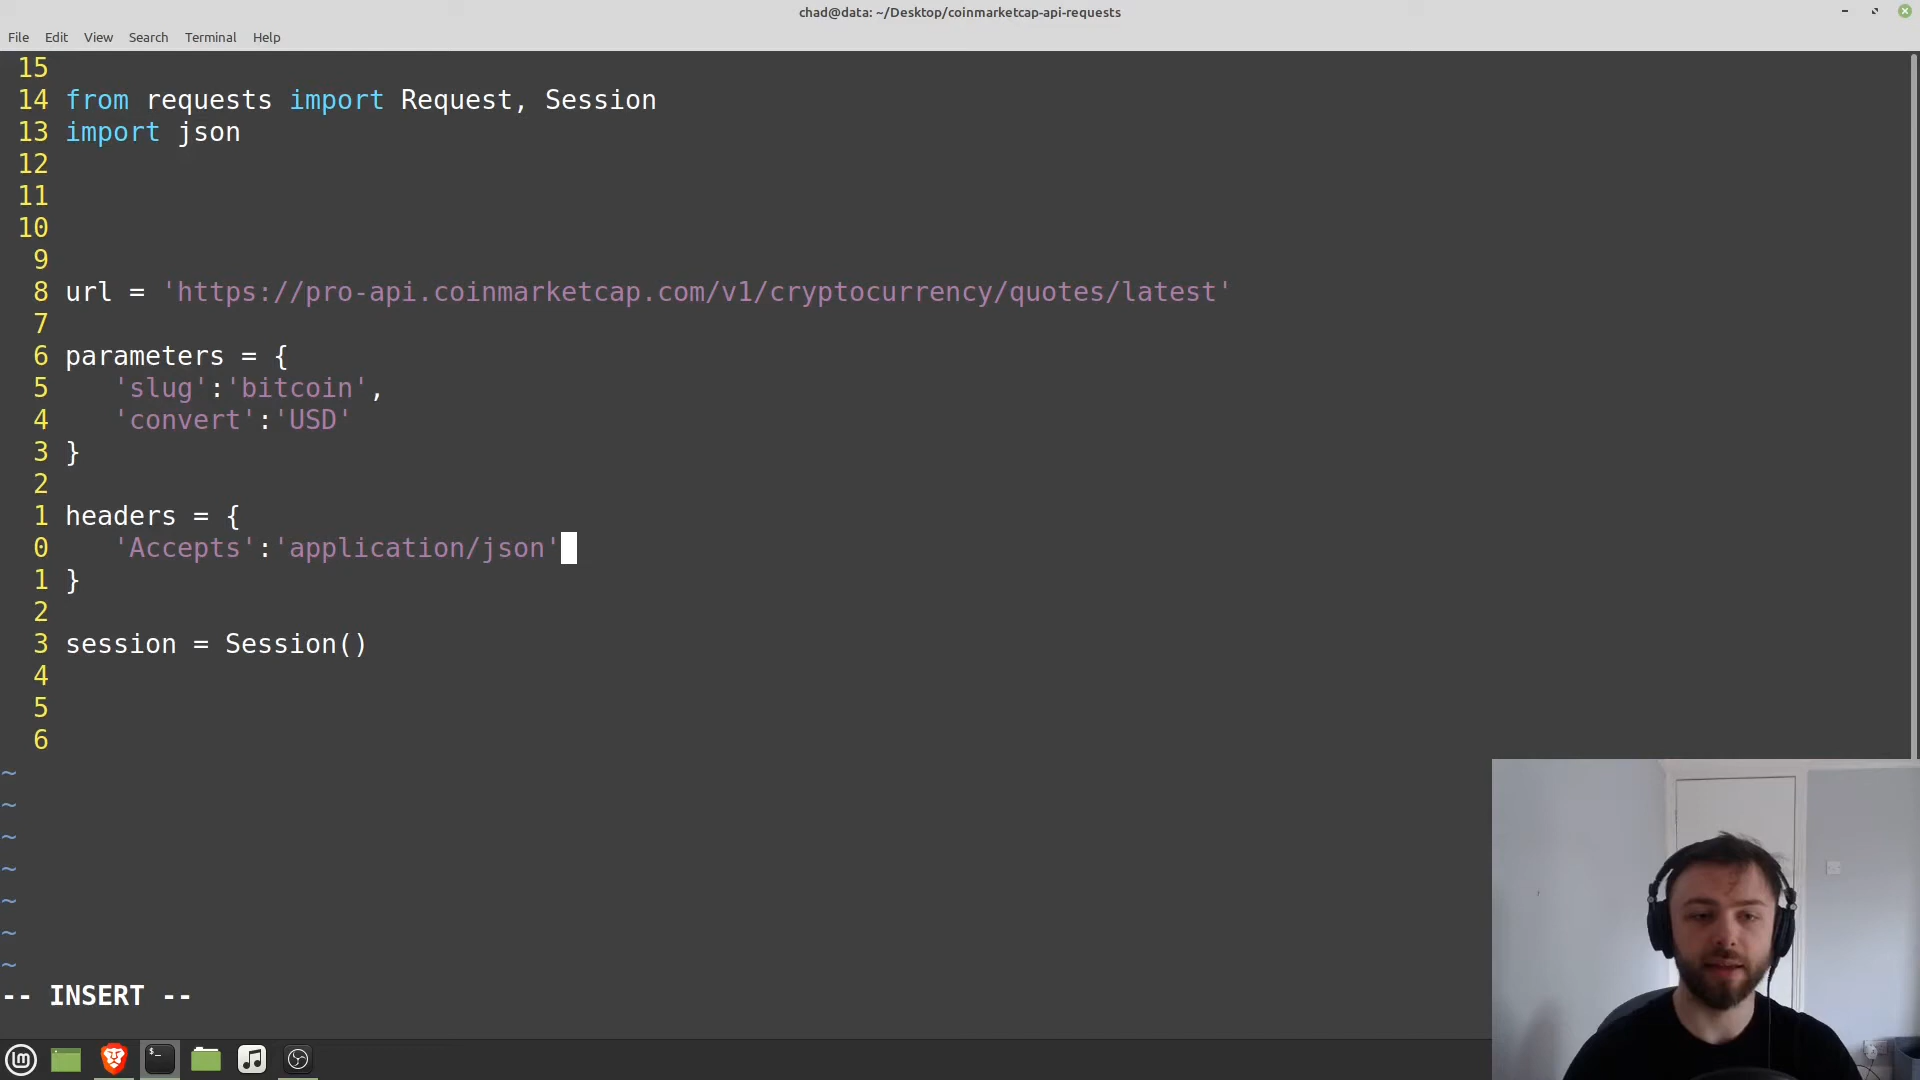 chad@data: ~/Desktop/coinmarketcap-api-requests
File Edit View Search Terminal Help
15
14 from requests import Request, Session
13 import json
12
11
10
9
8 url = 'https://pro-api.coinmarketcap.com/v1/cryptocurrency/quotes/latest'
7
6 parameters = {
5    'slug':'bitcoin',
4    'convert':'USD'
3 }
2
1 headers = {
0    'Accepts':'application/json'
1 }
2
3 session = Session()
4
5
6
~
~
~
~
~
~
~
-- INSERT --